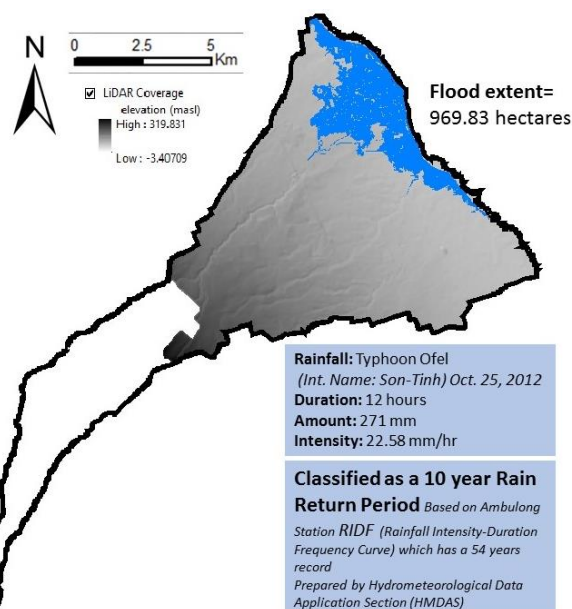 N
0 2.5 5
Km
LiDAR Coverage
elevation (masl)
High : 319.831
Low : -3.40709
Flood extent=
969.83 hectares
Rainfall: Typhoon Ofel
(Int. Name: Son-Tinh) Oct. 25, 2012
Duration: 12 hours
Amount: 271 mm
Intensity: 22.58 mm/hr
Classified as a 10 year Rain
Return Period Based on Ambulong
Station RIDF (Rainfall Intensity-Duration
Frequency Curve) which has a 54 years
record
Prepared by Hydrometeorological Data
Application Section (HMDAS)